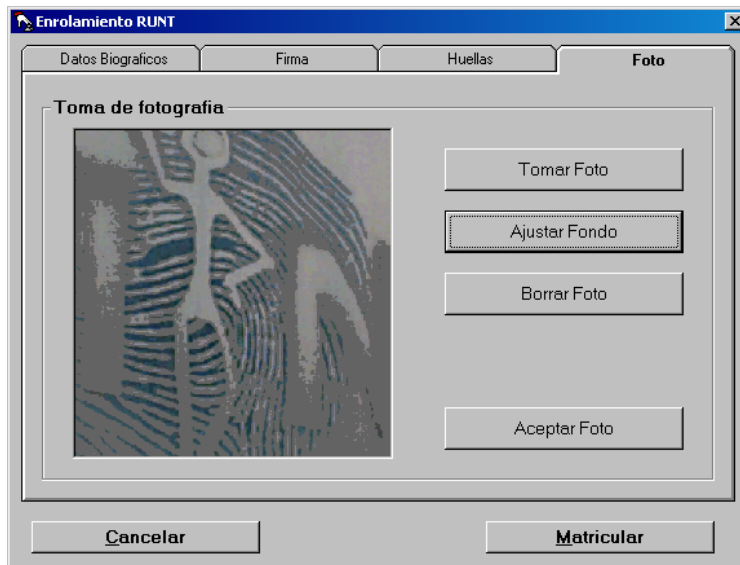 Enrolamiento RUNT
Datos Biograficos Firma Huellas Foto
Toma de fotografia
Tomar Foto
Ajustar Fondo
Borrar Foto
Aceptar Foto
Cancelar Matricular